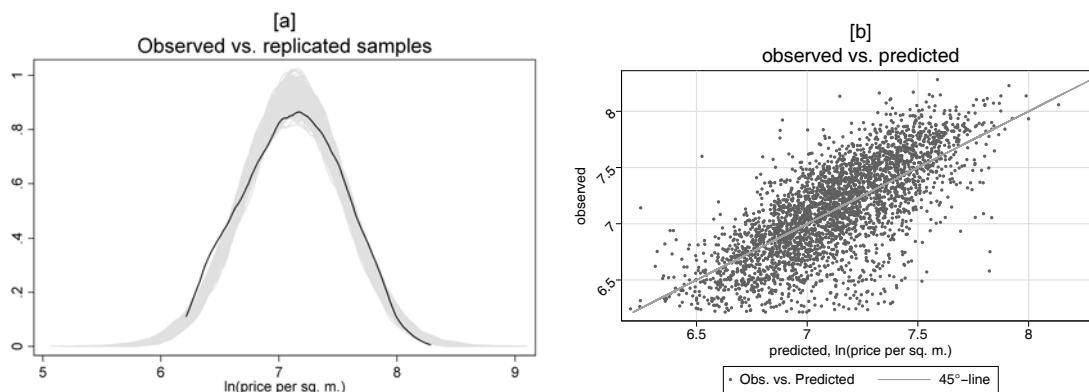 [a]
Observed vs. replicated samples
1
.8
.6
.4
.2
0
5
6
7
8
9
ln(price per sq. m.)
[b]
observed vs. predicted
observed
8
7.5
7
6.5
6.5
7
7.5
8
predicted, ln(price per sq. m.)
Obs. vs. Predicted
45°-line